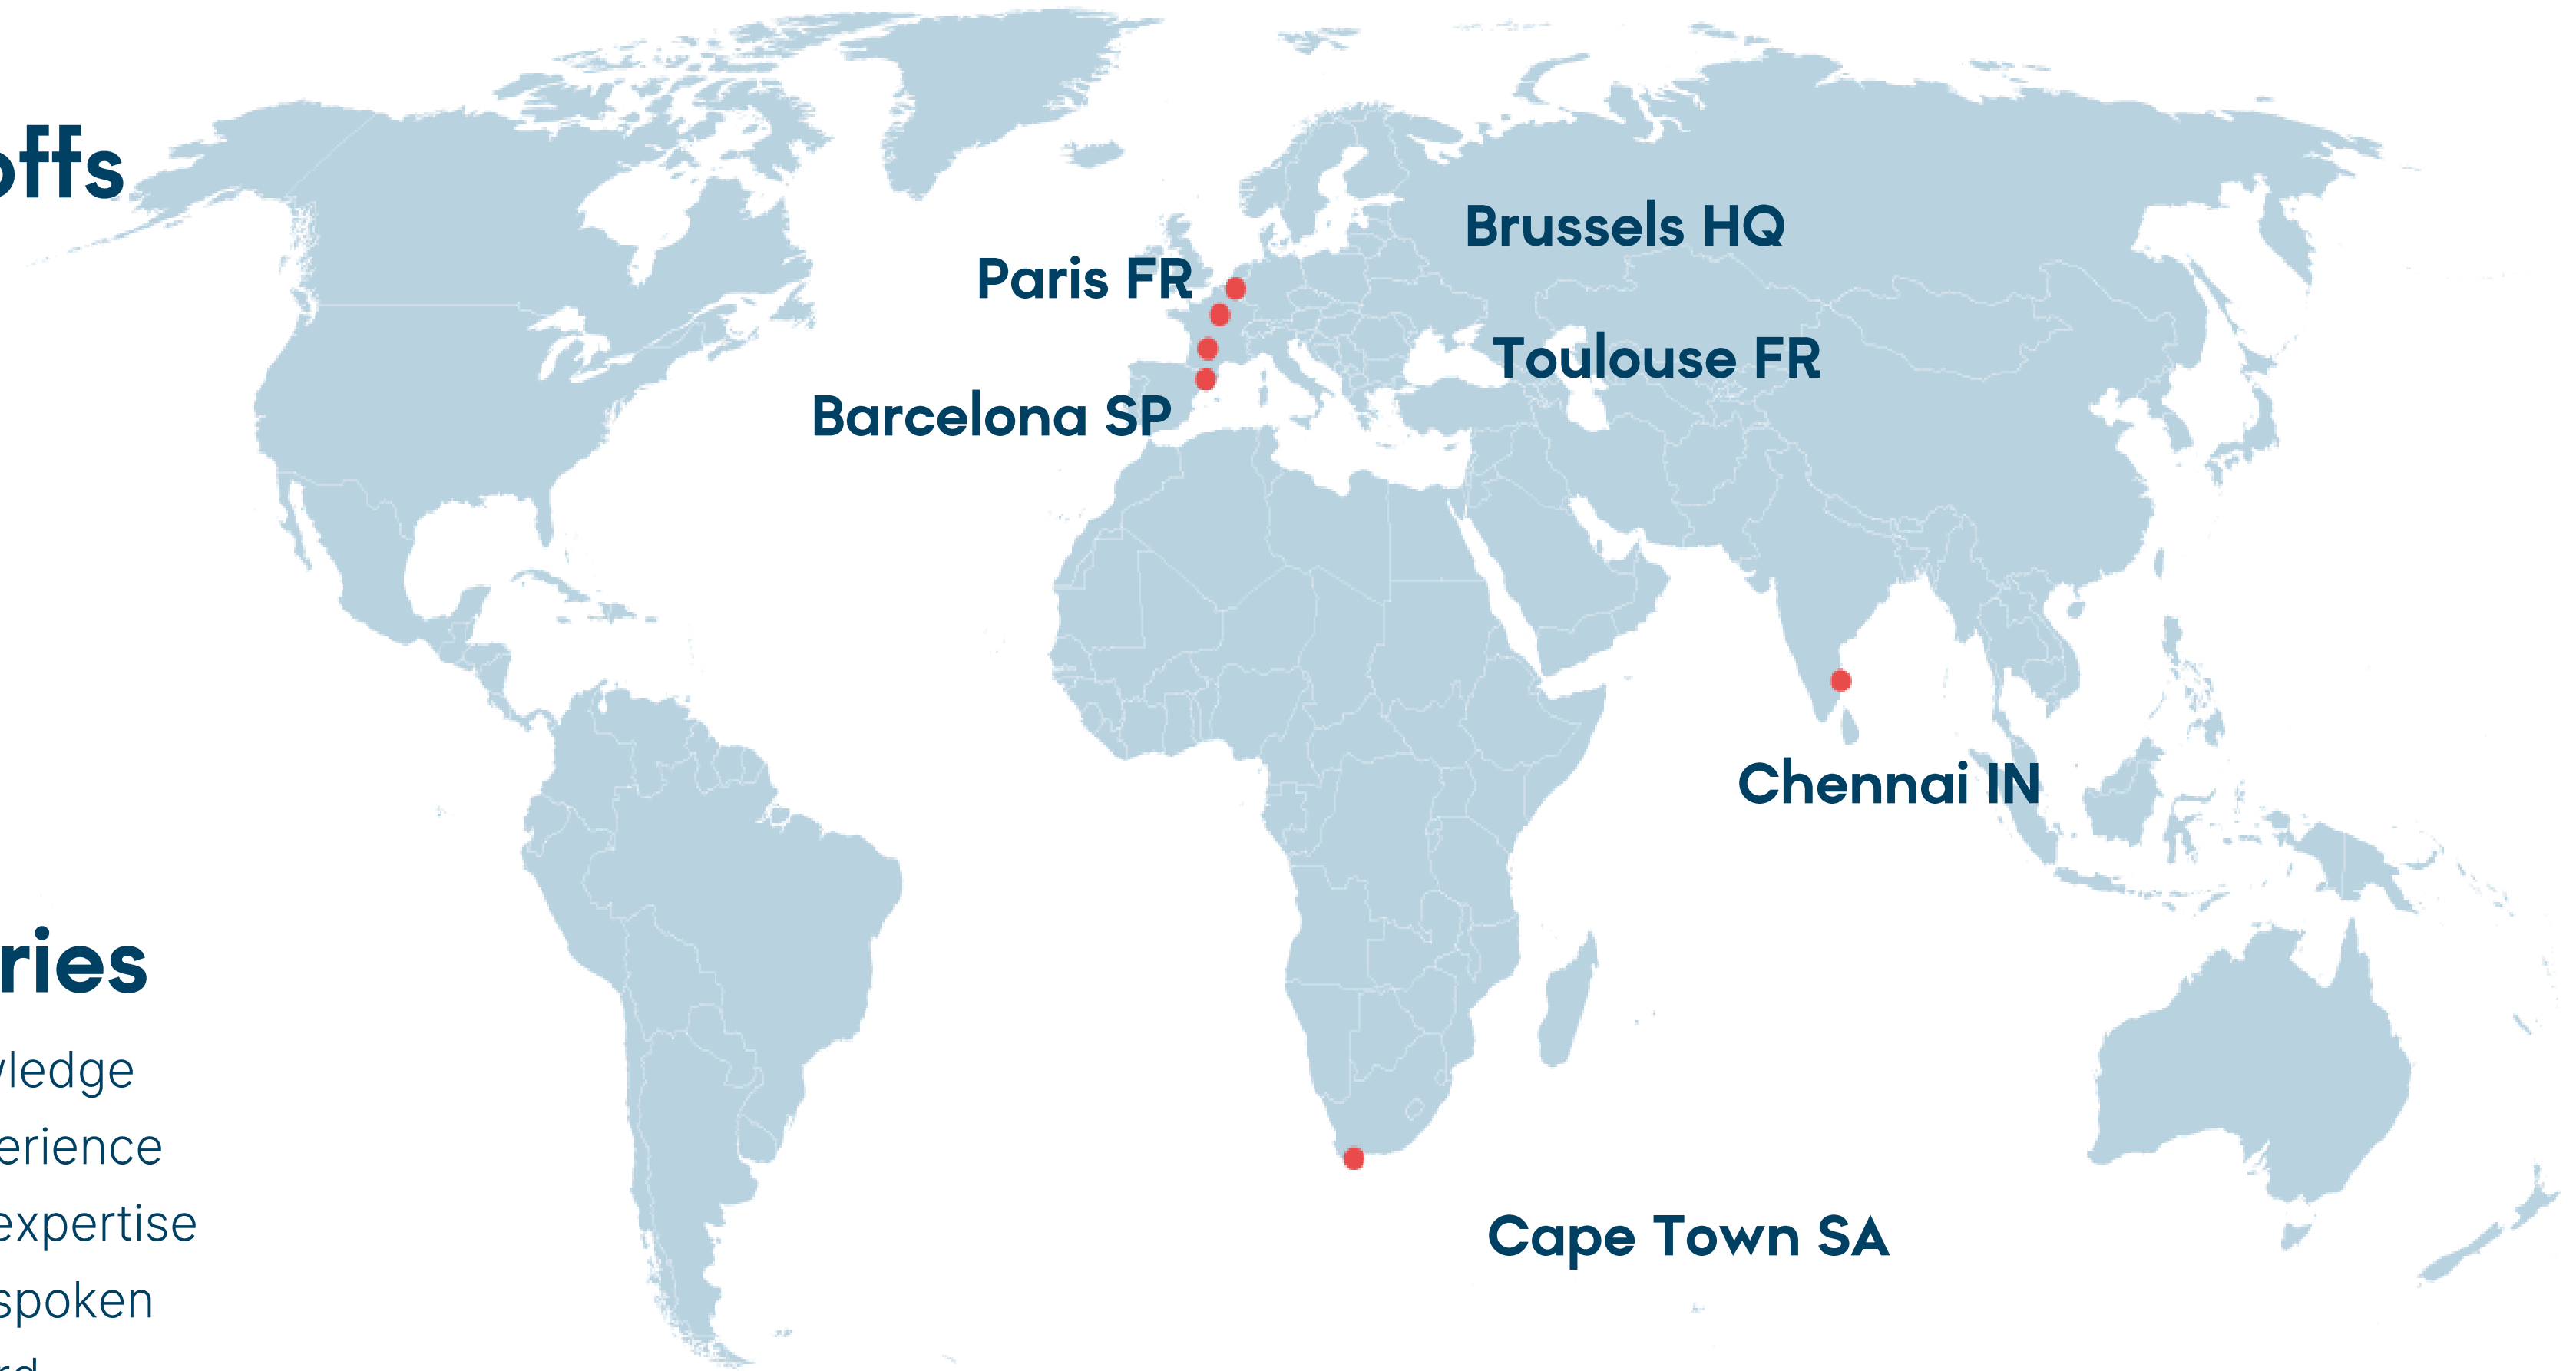 offs
Brussels HQ
Paris FR
Toulouse FR
Barcelona SP
Chennai IN
ries
ledge
erience
expertise
spoken
Cape Town SA